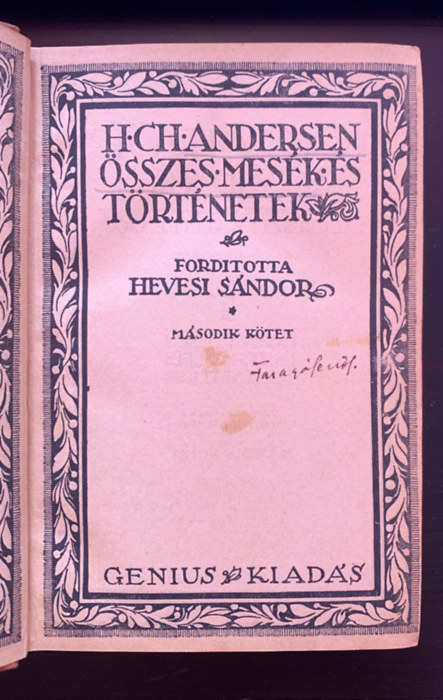 H·CH·ANDERSEN
ÖSSZES·MESÉK·ÉS
TÖRTÉNETEK
FORDITOTTA
HEVESI SÁNDOR
MÁSODIK KÖTET
GENIUS KIADÁS